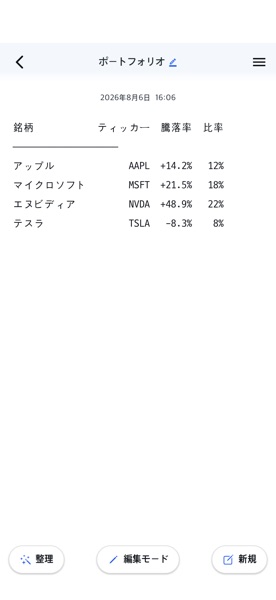 ポートフォリオ
2026年8月6日 16:06
銘柄 ティッカー 騰落率 比率
アップル AAPL +14.2% 12%
マイクロソフト MSFT +21.5% 18%
エヌビディア NVDA +48.9% 22%
テスラ TSLA -8.3% 8%
整理 編集モード 新規